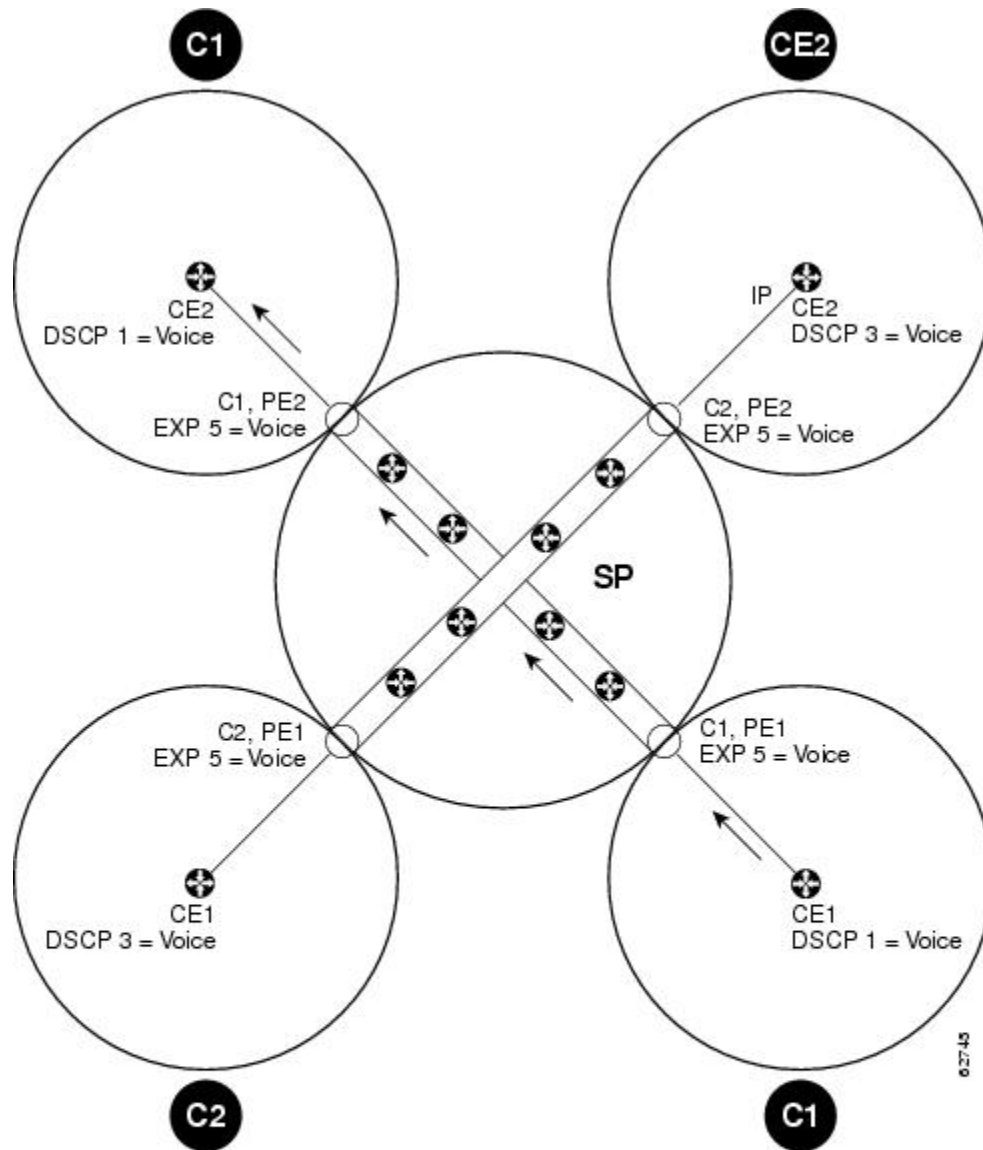 C1
CE2
CE2
DSCP 1 = Voice
IP
CE2
DSCP 3 = Voice
C1, PE2
EXP 5 = Voice
C2, PE2
EXP 5 = Voice
SP
C2, PE1
EXP 5 = Voice
C1, PE1
EXP 5 = Voice
CE1
DSCP 3 = Voice
CE1
DSCP 1 = Voice
62745
C2
C1